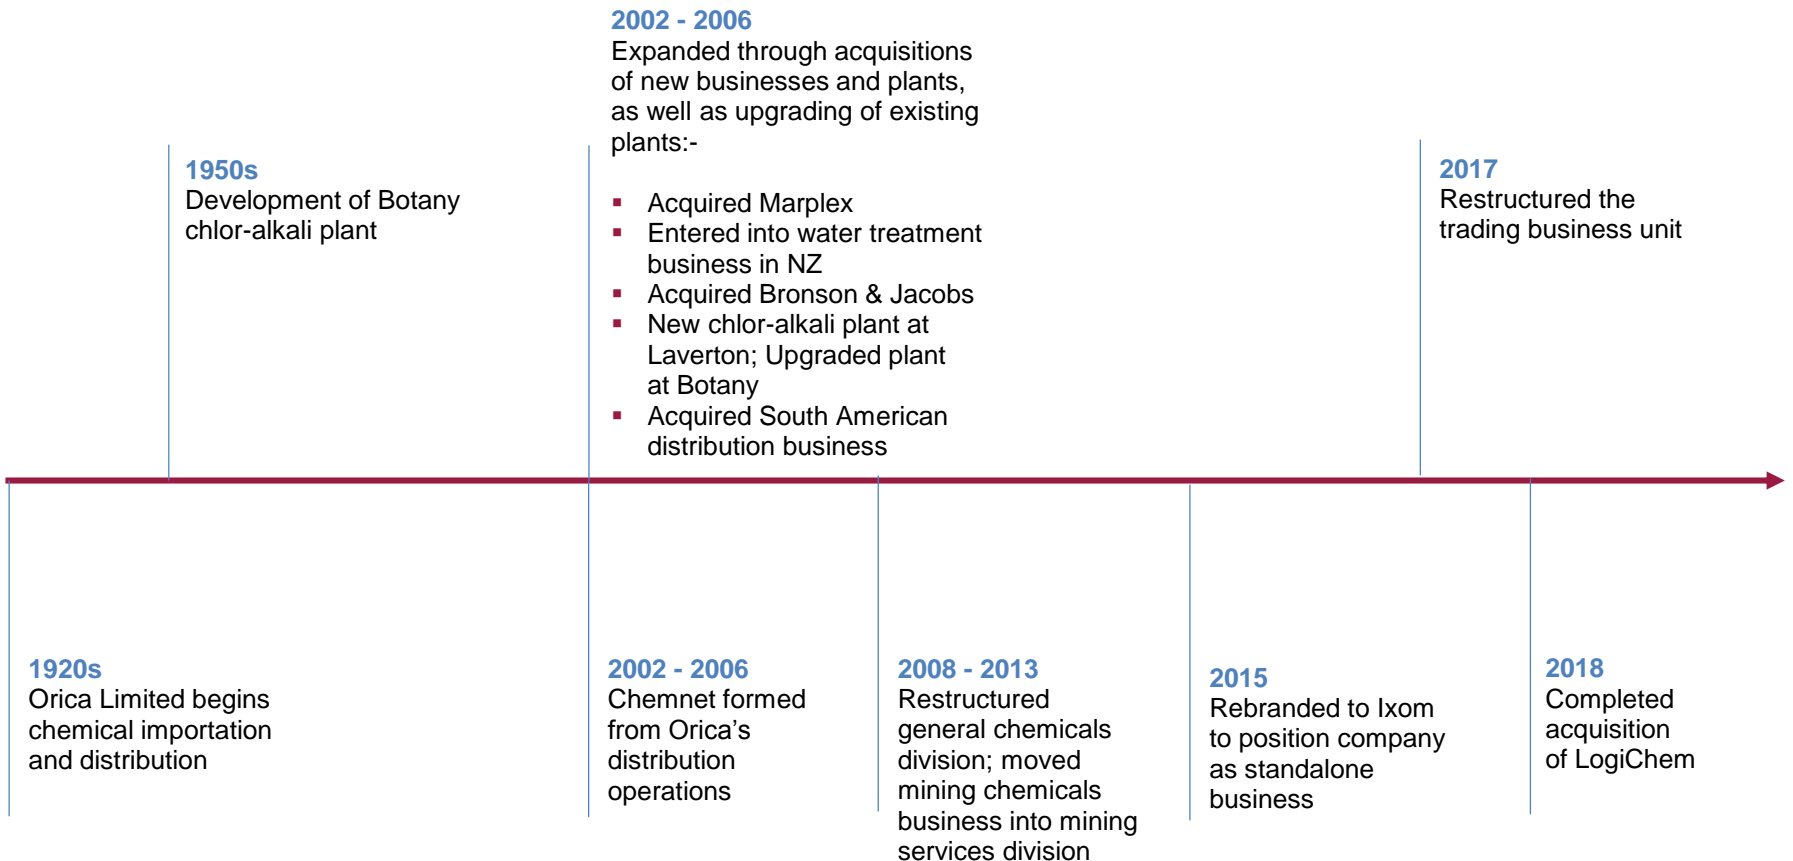 2002 - 2006
Expanded through acquisitions
of new businesses and plants,
as well as upgrading of existing
plants:-
▪ Acquired Marplex
▪ Entered into water treatment
business in NZ
▪ Acquired Bronson & Jacobs
▪ New chlor-alkali plant at
Laverton; Upgraded plant
at Botany
▪ Acquired South American
distribution business
1950s
Development of Botany
chlor-alkali plant
2017
Restructured the
trading business unit
1920s
Orica Limited begins
chemical importation
and distribution
2002 - 2006
Chemnet formed
from Orica’s
distribution
operations
2008 - 2013
Restructured
general chemicals
division; moved
mining chemicals
business into mining
services division
2015
Rebranded to Ixom
to position company
as standalone
business
2018
Completed
acquisition
of LogiChem